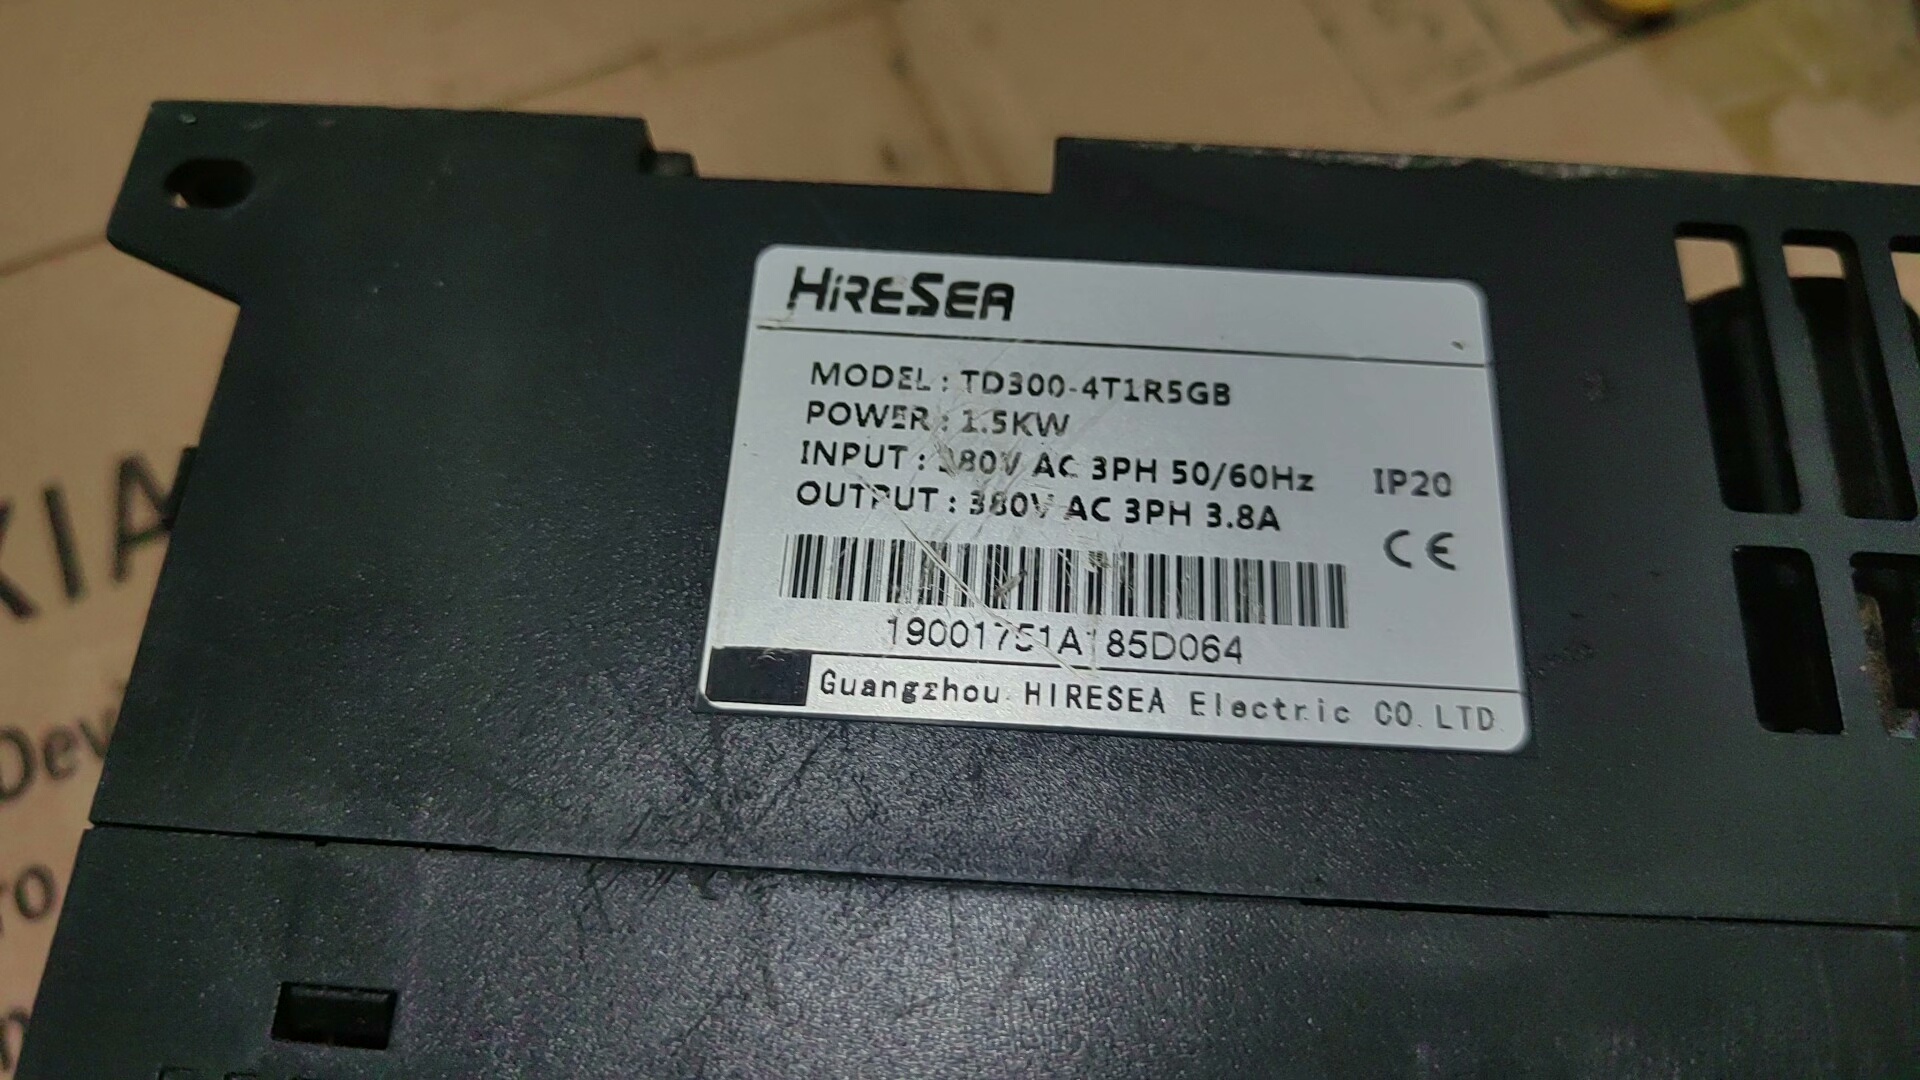 HIRESEA
MODEL : TD300-4T1R5GB
POWER : 1.5KW
INPUT : 380V AC 3PH 50/60Hz IP20
OUTPUT : 380V AC 3PH 3.8A
CE
19001751A185D064
Guangzhou HIRESEA Electric CO.LTD